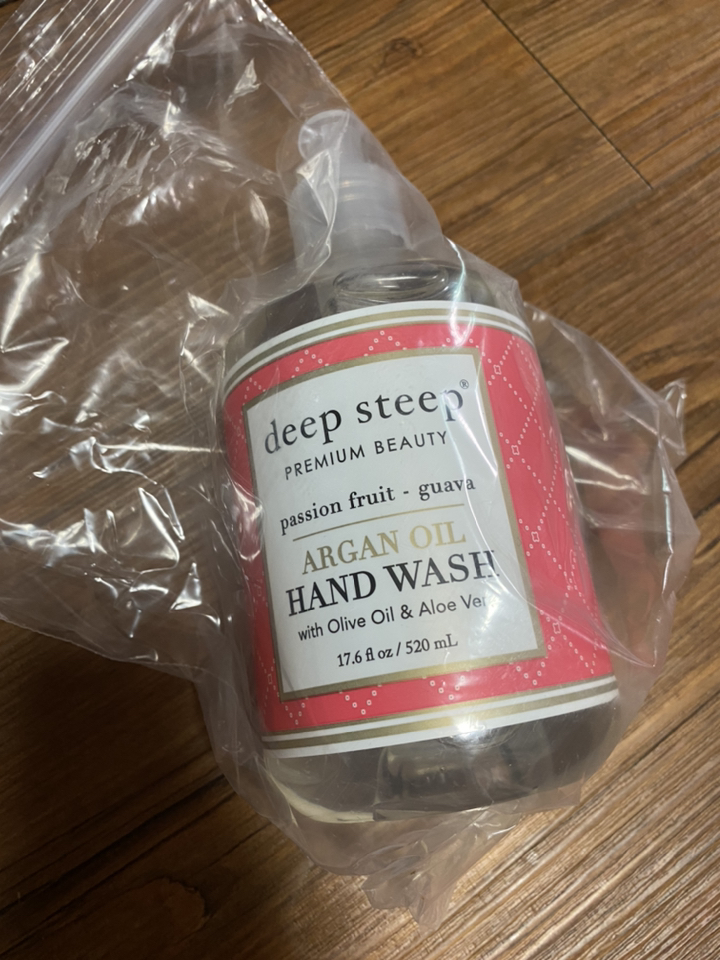 deep steep®
PREMIUM BEAUTY
passion fruit - guava
ARGAN OIL
HAND WASH
with Olive Oil & Aloe Vera
17.6 fl oz / 520 mL